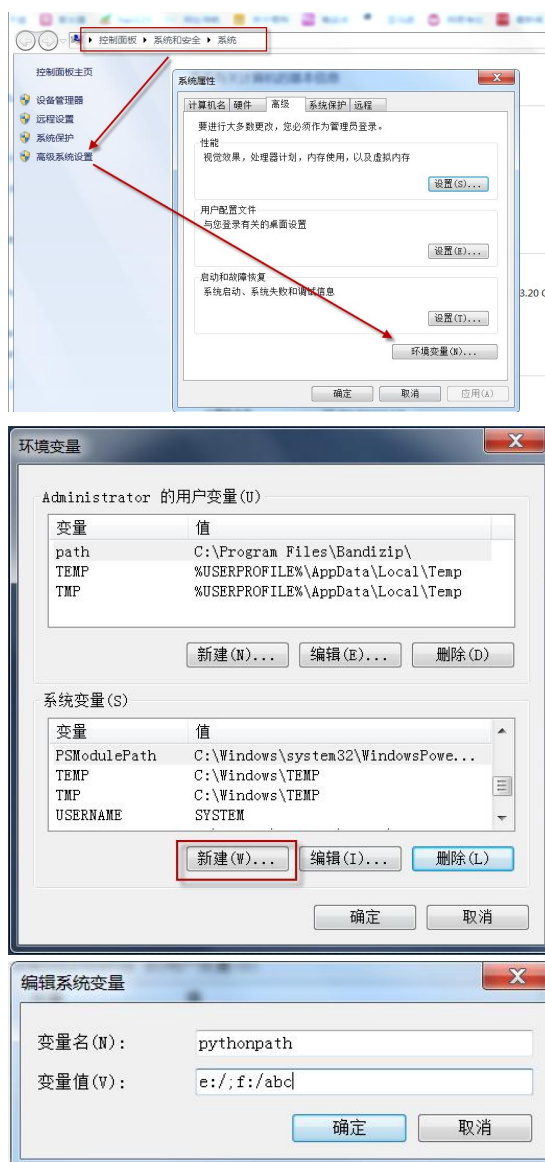 控制面板 ▸ 系统和安全 ▸ 系统
控制面板主页
设备管理器
远程设置
系统保护
高级系统设置
系统属性
计算机名 硬件 高级 系统保护 远程
要进行大多数更改，您必须作为管理员登录。
性能
视觉效果，处理器计划，内存使用，以及虚拟内存
设置(S)...
用户配置文件
与您登录有关的桌面设置
设置(E)...
启动和故障恢复
系统启动、系统失败和调试信息
3.20
设置(T)...
环境变量(N)...
确定 取消 应用(A)
环境变量
Administrator 的用户变量(U)
变量 值
path C:\Program Files\Bandizip\
TEMP %USERPROFILE%\AppData\Local\Temp
TMP %USERPROFILE%\AppData\Local\Temp
新建(N)... 编辑(E)... 删除(D)
系统变量(S)
变量 值
PSModulePath C:\Windows\system32\WindowsPowe...
TEMP C:\Windows\TEMP
TMP C:\Windows\TEMP
USERNAME SYSTEM
新建(W)... 编辑(I)... 删除(L)
确定 取消
编辑系统变量
变量名(N): pythonpath
变量值(V): e:/;f:/abc
确定 取消